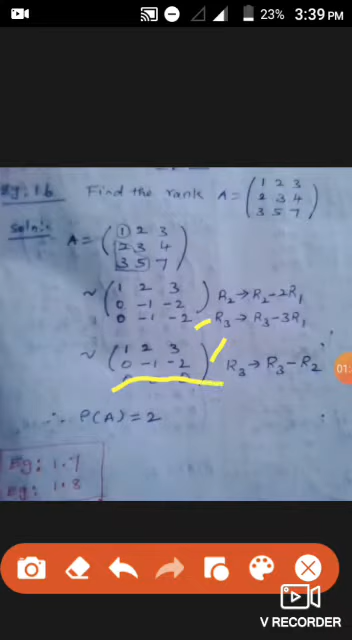 23% 3:39 PM
Eg. 1.6 Find the rank A = ( 1 2 3
2 3 4
3 5 7 )
Soln:- A = ( 1 2 3
2 3 4
3 5 7 )
~ ( 1 2 3
0 -1 -2 ) R2 → R2 - 2R1
0 -1 -2 R3 → R3 - 3R1
~ ( 1 2 3
0 -1 -2 ) R3 → R3 - R2
∴ P(A) = 2
Eg: 1.7
Eg: 1.8
V RECORDER